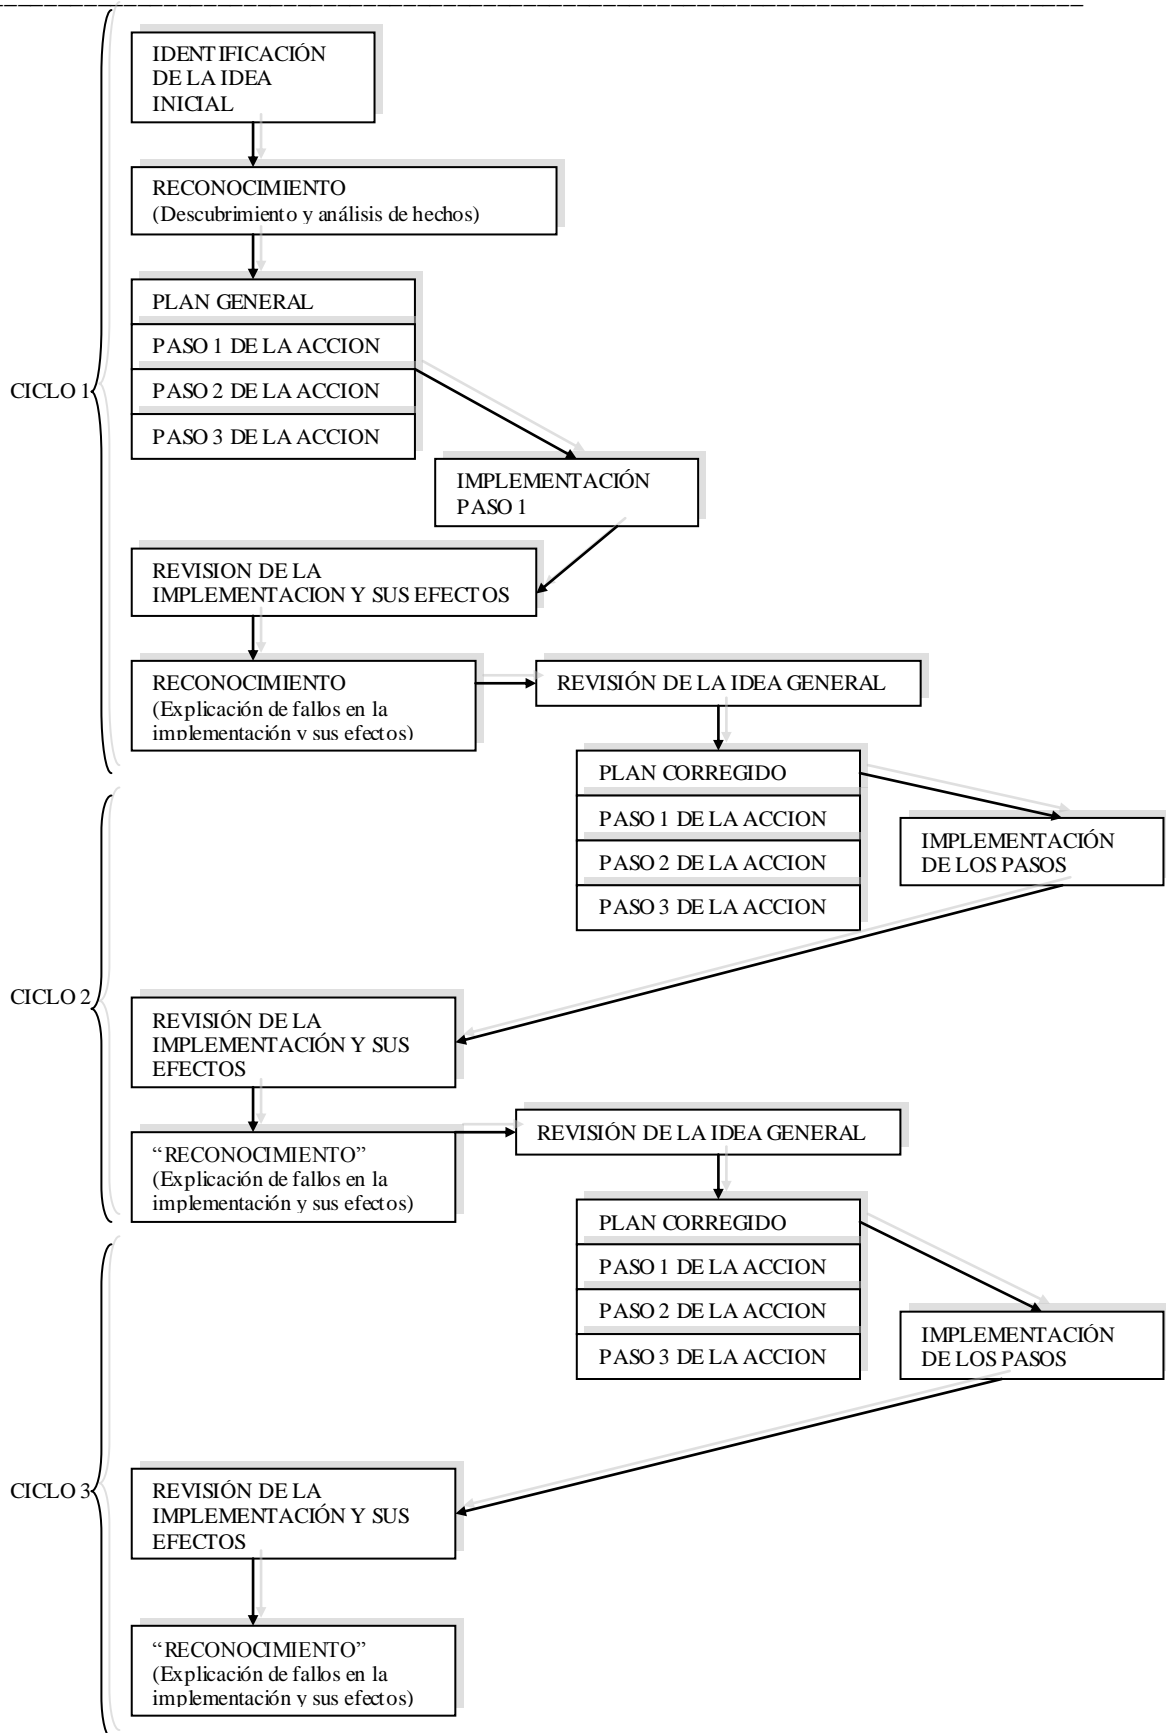 IDENTIFICACIÓN
DE LA IDEA
INICIAL
RECONOCIMIENTO
(Descubrimiento y análisis de hechos)
PLAN GENERAL
PASO 1 DE LA ACCION
CICLO 1
PASO 2 DE LA ACCION
PASO 3 DE LA ACCION
IMPLEMENTACIÓN
PASO 1
REVISION DE LA
IMPLEMENTACION Y SUS EFECTOS
RECONOCIMIENTO
(Explicación de fallos en la
implementación y sus efectos)
REVISIÓN DE LA IDEA GENERAL
PLAN CORREGIDO
PASO 1 DE LA ACCION
PASO 2 DE LA ACCION
PASO 3 DE LA ACCION
IMPLEMENTACIÓN
DE LOS PASOS
CICLO 2
REVISIÓN DE LA
IMPLEMENTACIÓN Y SUS
EFECTOS
“RECONOCIMIENTO”
(Explicación de fallos en la
implementación y sus efectos)
REVISIÓN DE LA IDEA GENERAL
PLAN CORREGIDO
PASO 1 DE LA ACCION
PASO 2 DE LA ACCION
PASO 3 DE LA ACCION
IMPLEMENTACIÓN
DE LOS PASOS
CICLO 3
REVISIÓN DE LA
IMPLEMENTACIÓN Y SUS
EFECTOS
“RECONOCIMIENTO”
(Explicación de fallos en la
implementación y sus efectos)